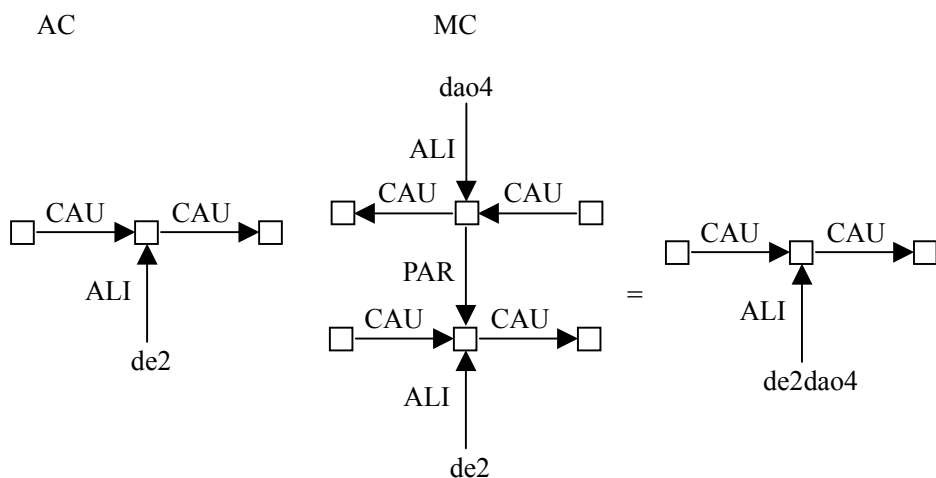 AC MC
dao4
ALI
CAU CAU
CAU CAU
CAU CAU
PAR
ALI
=
ALI
CAU CAU
de2
de2dao4
ALI
de2